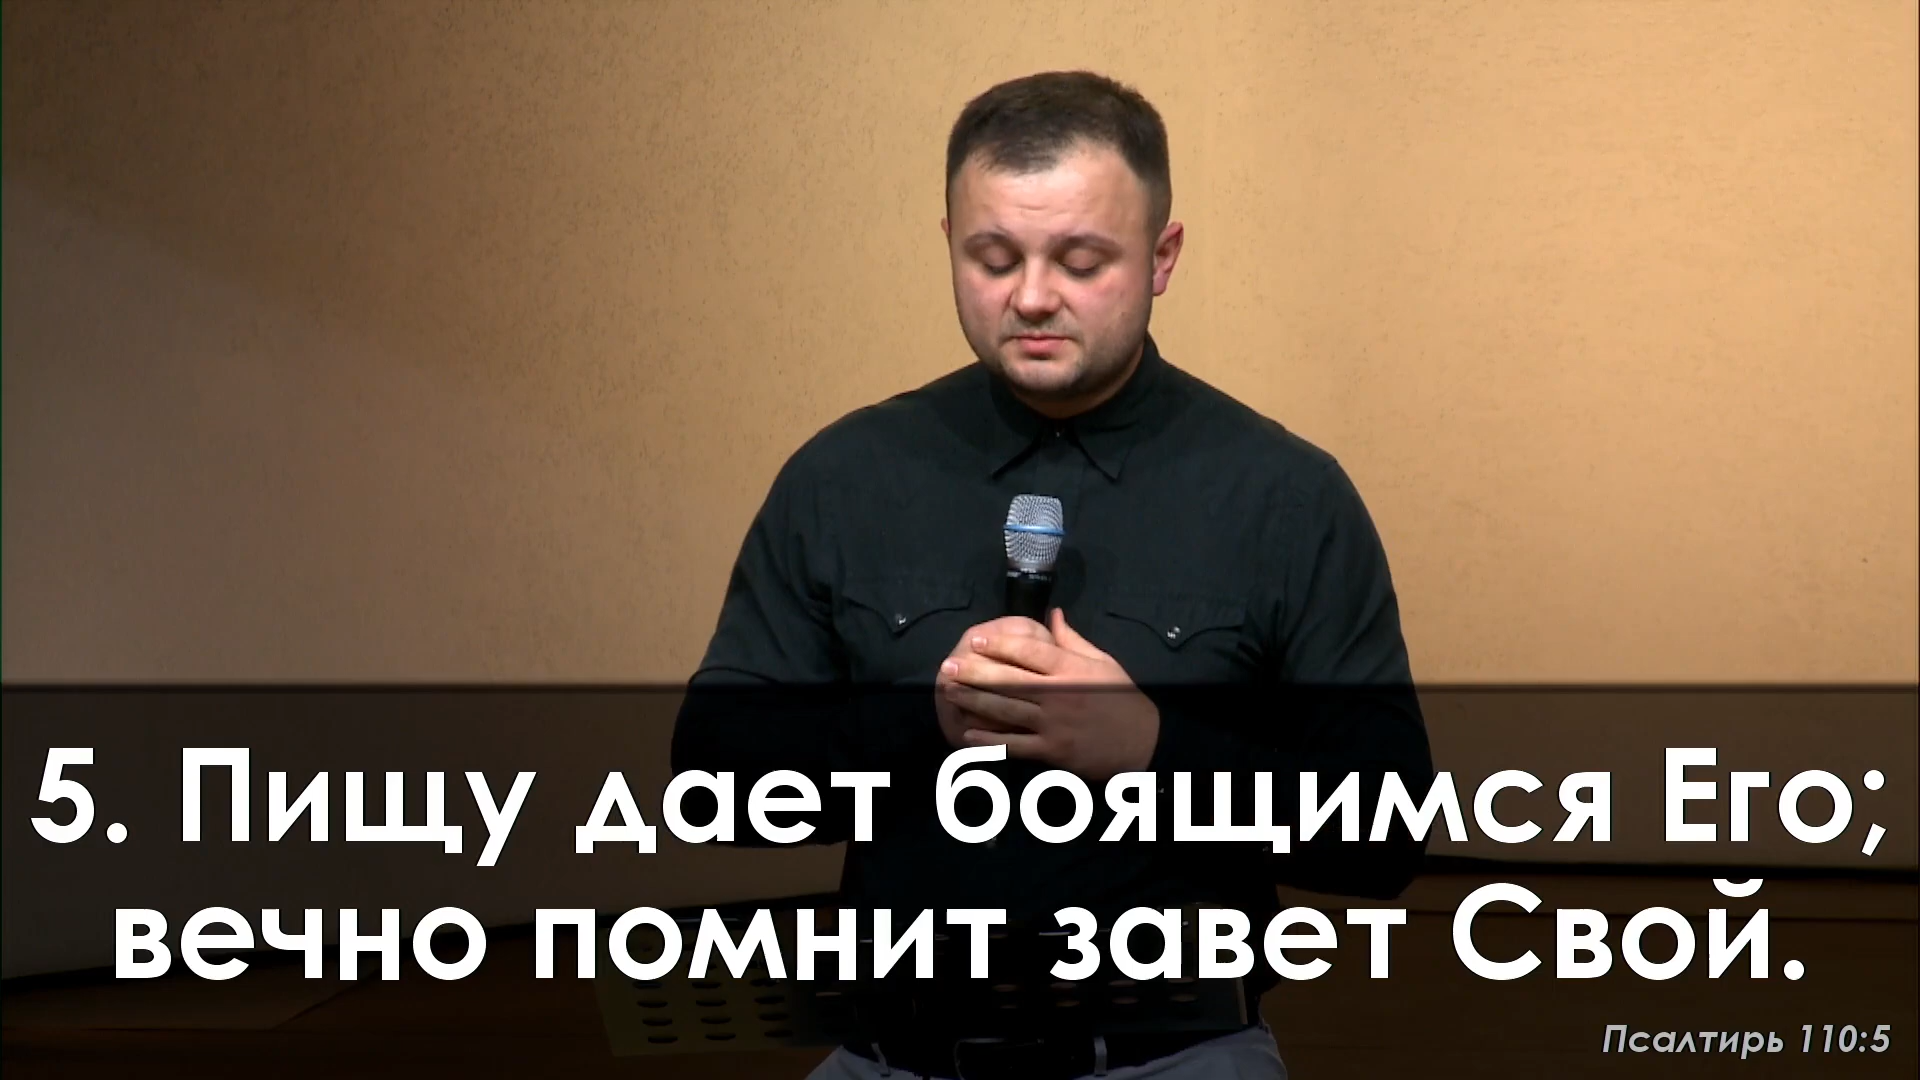 5. Пищу дает боящимся Его;
вечно помнит завет Свой.
Псалтирь 110:5